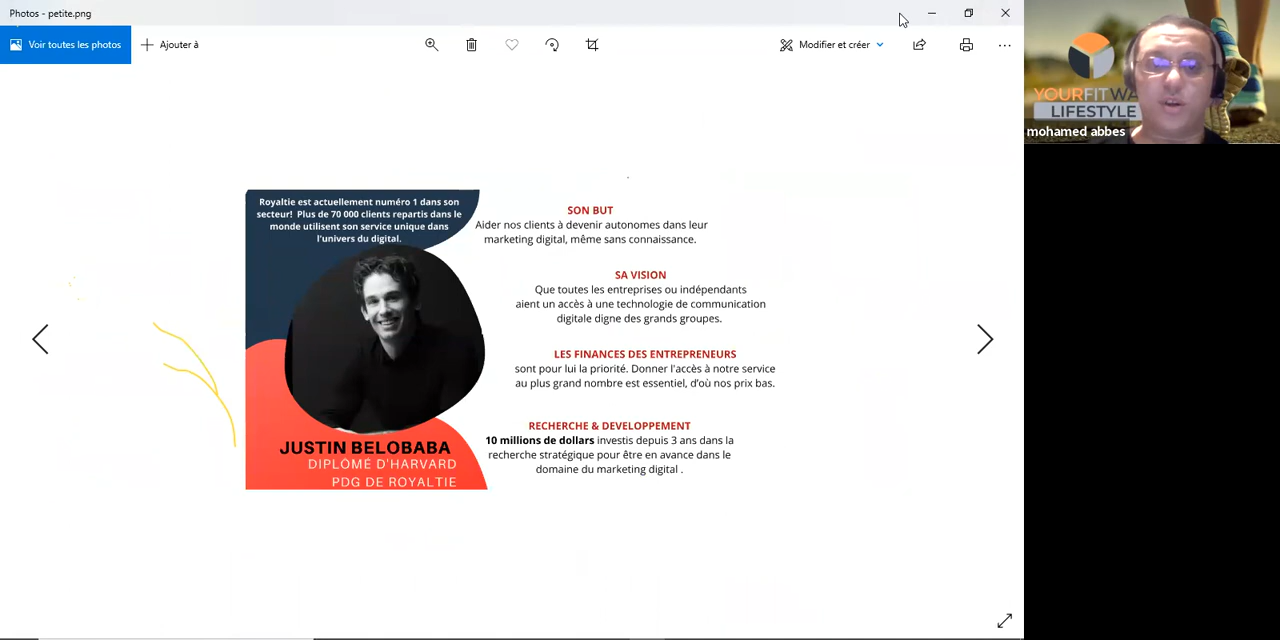 Photos - petite.png
Voir toutes les photos
Ajouter à
Modifier et créer
Royaltie est actuellement numéro 1 dans son
secteur! Plus de 70 000 clients repartis dans le
monde utilisent son service unique dans
l'univers du digital.
JUSTIN BELOBABA
DIPLÔMÉ D'HARVARD
PDG DE ROYALTIE
SON BUT
Aider nos clients à devenir autonomes dans leur
marketing digital, même sans connaissance.
SA VISION
Que toutes les entreprises ou indépendants
aient un accès à une technologie de communication
digitale digne des grands groupes.
LES FINANCES DES ENTREPRENEURS
sont pour lui la priorité. Donner l'accès à notre service
au plus grand nombre est essentiel, d'où nos prix bas.
RECHERCHE & DEVELOPPEMENT
10 millions de dollars investis depuis 3 ans dans la
recherche stratégique pour être en avance dans le
domaine du marketing digital .
YOURFITWA
LIFESTYLE
mohamed abbes